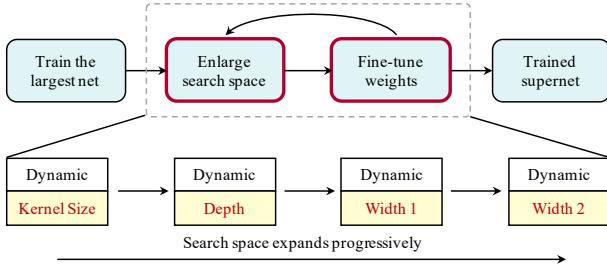 Train the
largest net
Enlarge
search space
Fine-tune
weights
Trained
supernet
Dynamic
Kernel Size
Dynamic
Depth
Dynamic
Width 1
Dynamic
Width 2
Search space expands progressively